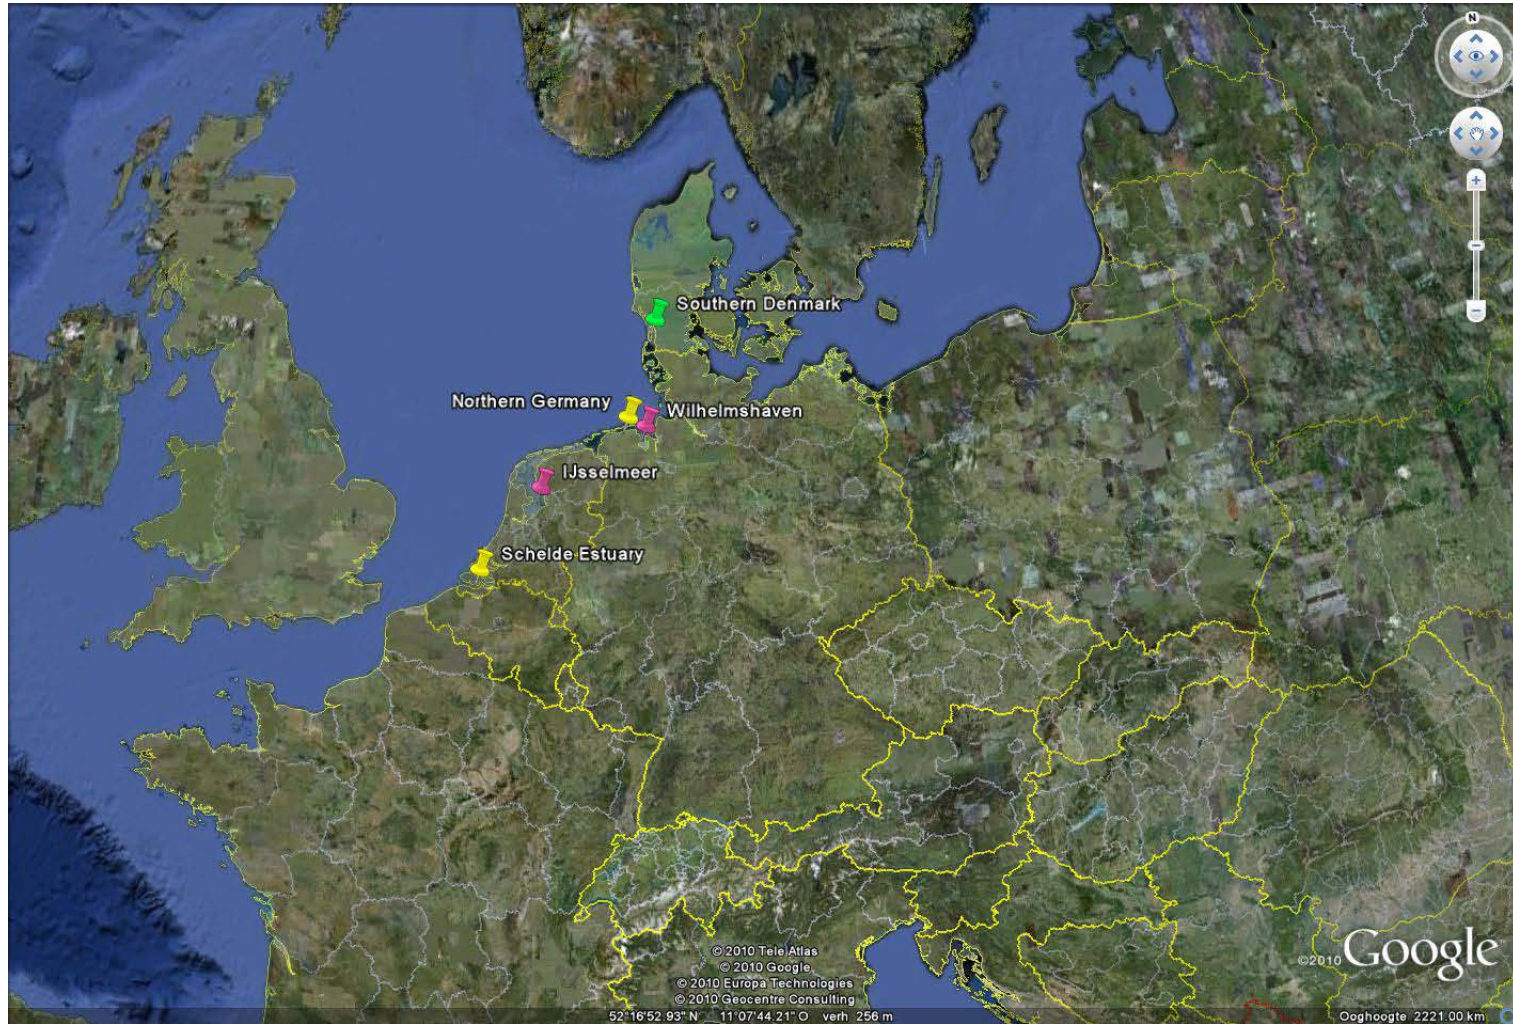 N
Southern Denmark
Northern Germany
Wilhelmshaven
IJsselmeer
Schelde Estuary
© 2010 Tele Atlas
© 2010 Google
© 2010 Europa Technologies
© 2010 Geocentre Consulting
©2010 Google
52°16'52.93" N 11°07'44.21" O verh 256 m
Ooghoogte 2221.00 km